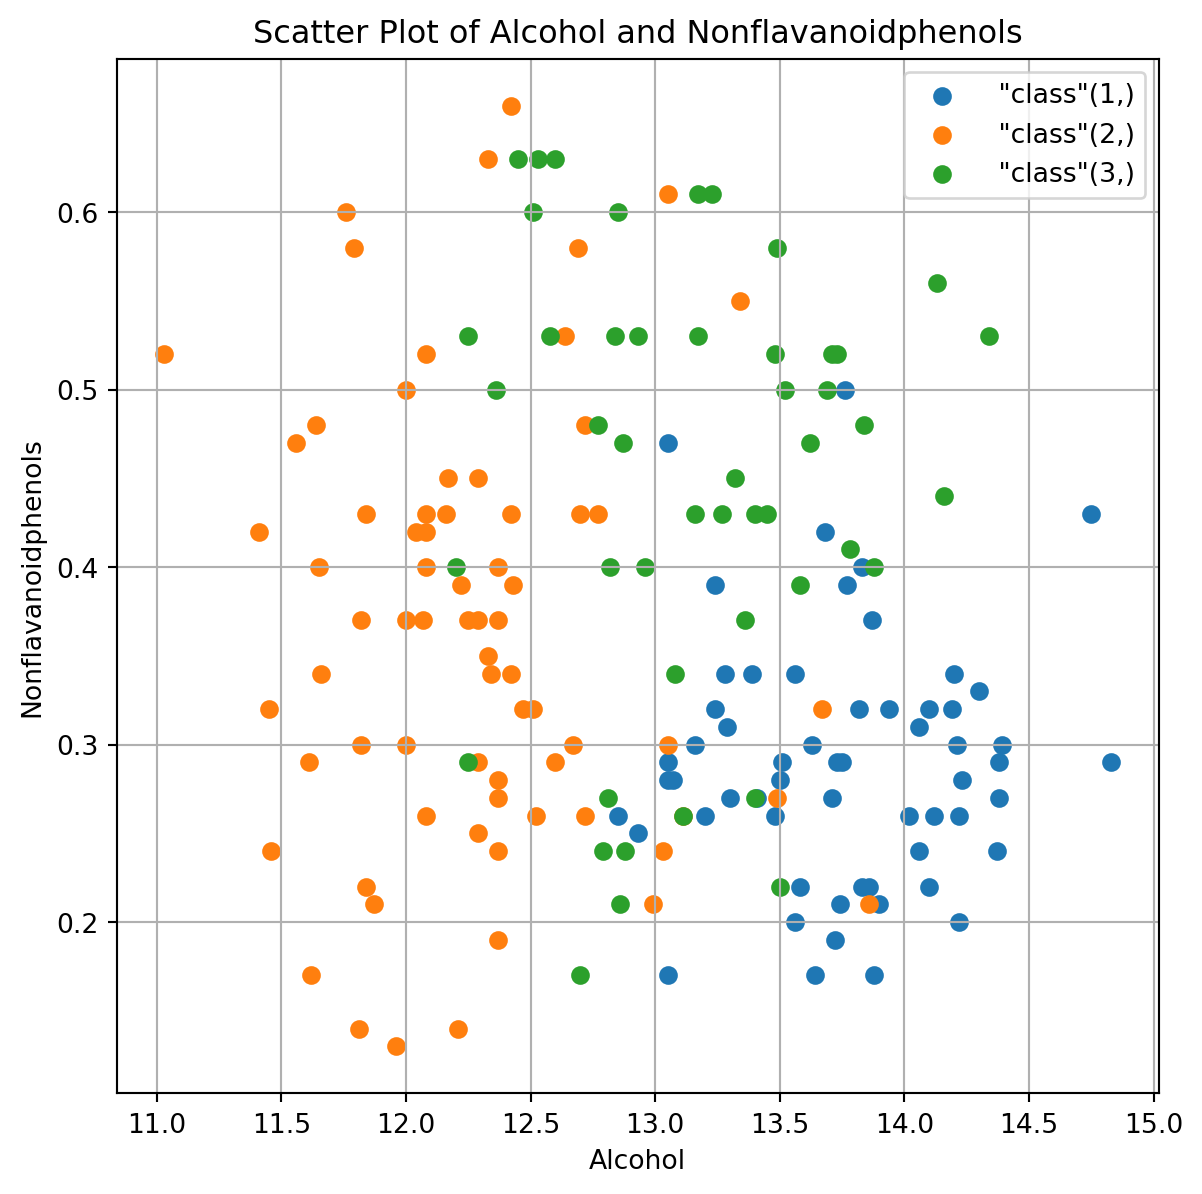 Scatter Plot of Alcohol and Nonflavanoidphenols
"class"(1,)
"class"(2,)
"class"(3,)
0.6
0.5
0.4
0.3
0.2
Nonflavanoidphenols
11.0 11.5 12.0 12.5 13.0 13.5 14.0 14.5 15.0
Alcohol